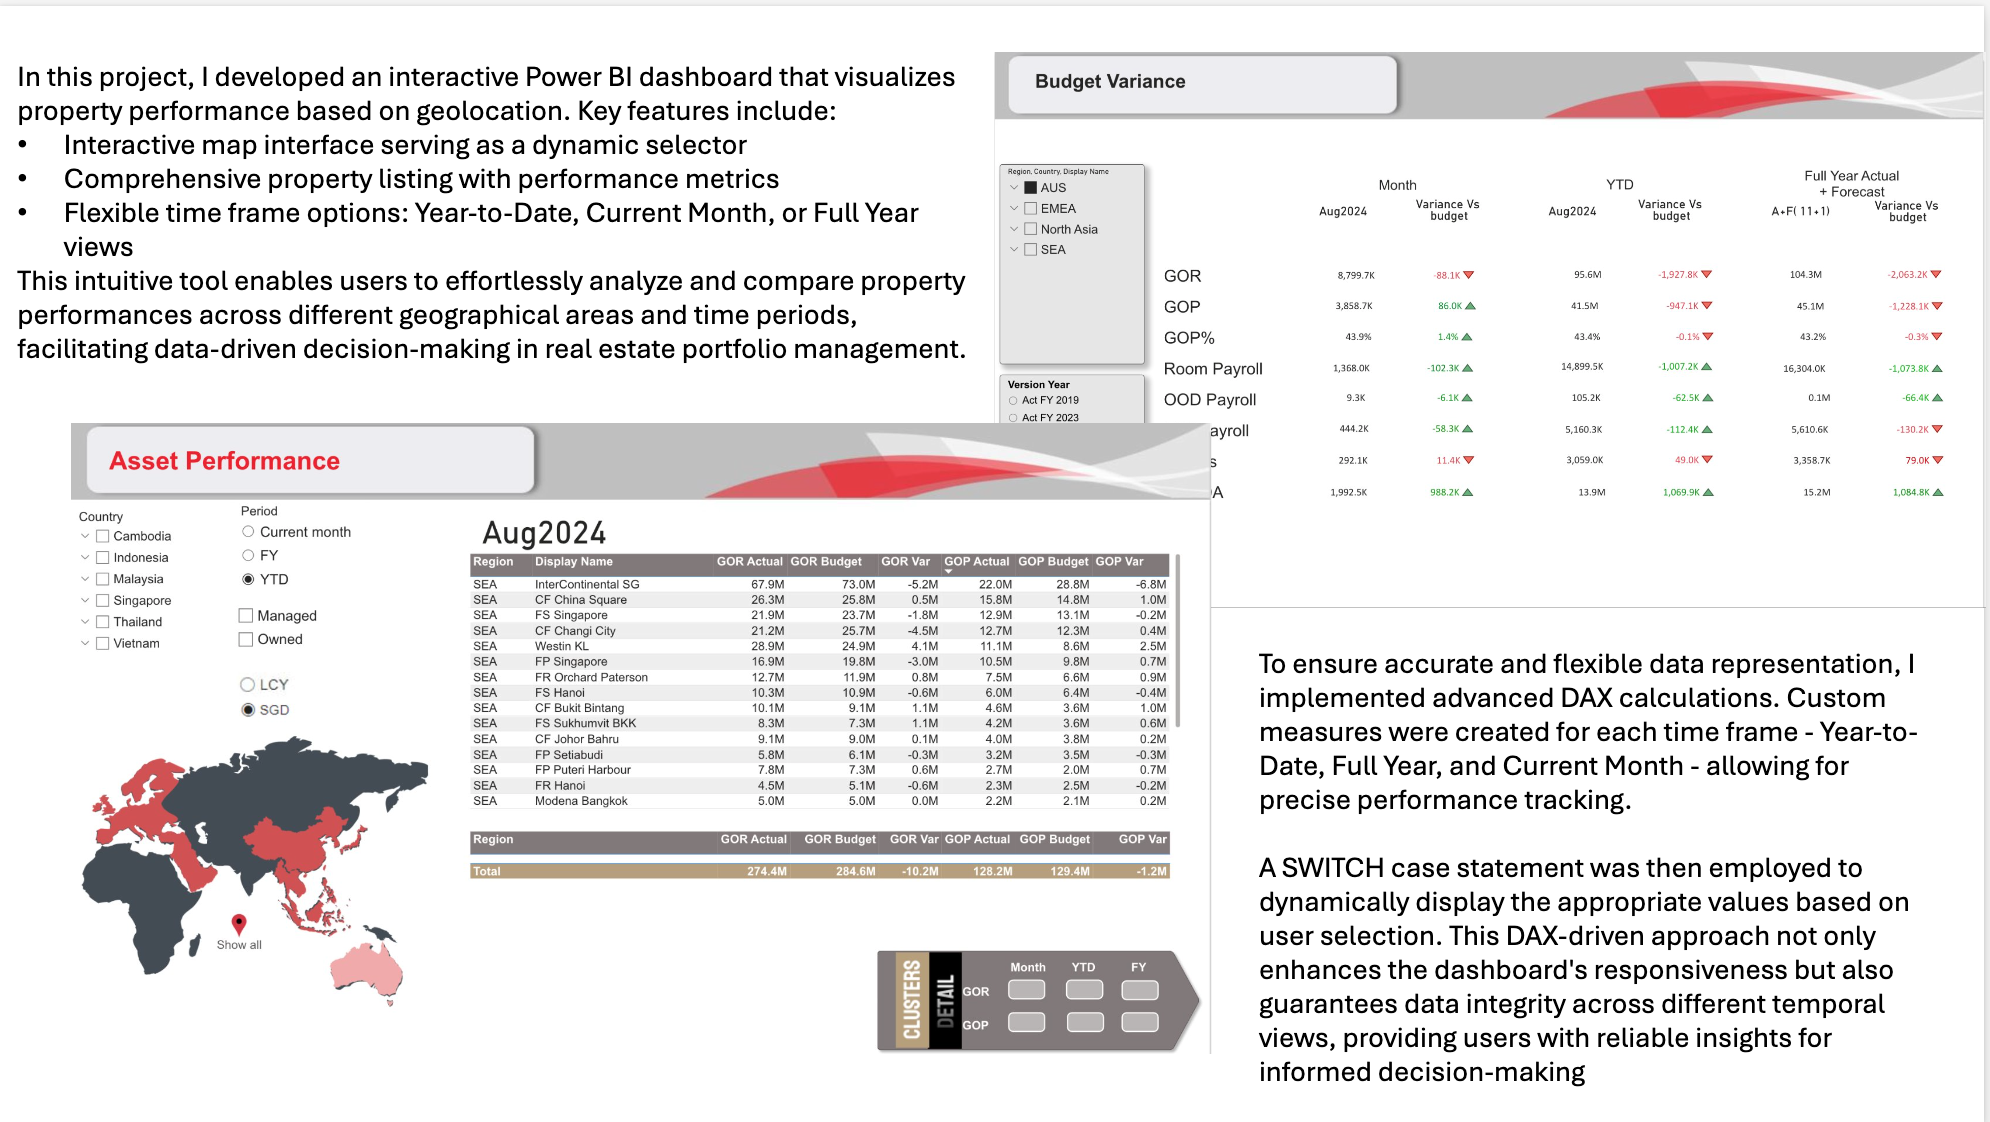 In this project, I developed an interactive Power BI dashboard that visualizes
property performance based on geolocation. Key features include:
• Interactive map interface serving as a dynamic selector
• Comprehensive property listing with performance metrics
• Flexible time frame options: Year-to-Date, Current Month, or Full Year
views
This intuitive tool enables users to effortlessly analyze and compare property
performances across different geographical areas and time periods,
facilitating data-driven decision-making in real estate portfolio management.
Budget Variance
Region, Country, Display Name
AUS
EMEA
North Asia
SEA
Version Year
Act FY 2019
Act FY 2023
Month YTD Full Year Actual
+ Forecast
Aug2024 Variance Vs budget Aug2024 Variance Vs budget A+F( 11+1) Variance Vs budget
GOR 8,799.7K -88.1K 95.6M -1,927.8K 104.3M -2,063.2K
GOP 3,858.7K 86.0K 41.5M -947.1K 45.1M -1,228.1K
GOP% 43.9% 1.4% 43.4% -0.1% 43.2% -0.3%
Room Payroll 1,368.0K -102.3K 14,899.5K -1,007.2K 16,304.0K -1,073.8K
OOD Payroll 9.3K -6.1K 105.2K -62.5K 0.1M -66.4K
ayroll 444.2K -58.3K 5,160.3K -112.4K 5,610.6K -130.2K
s 292.1K 11.4K 3,059.0K 49.0K 3,358.7K 79.0K
A 1,992.5K 988.2K 13.9M 1,069.9K 15.2M 1,084.8K
Asset Performance
Country
Cambodia
Indonesia
Malaysia
Singapore
Thailand
Vietnam
Period
Current month
FY
YTD
Managed
Owned
LCY
SGD
Show all
Aug2024
Region Display Name GOR Actual GOR Budget GOR Var GOP Actual GOP Budget GOP Var
SEA InterContinental SG 67.9M 73.0M -5.2M 22.0M 28.8M -6.8M
SEA CF China Square 26.3M 25.8M 0.5M 15.8M 14.8M 1.0M
SEA FS Singapore 21.9M 23.7M -1.8M 12.9M 13.1M -0.2M
SEA CF Changi City 21.2M 25.7M -4.5M 12.7M 12.3M 0.4M
SEA Westin KL 28.9M 24.9M 4.1M 11.1M 8.6M 2.5M
SEA FP Singapore 16.9M 19.8M -3.0M 10.5M 9.8M 0.7M
SEA FR Orchard Paterson 12.7M 11.9M 0.8M 7.5M 6.6M 0.9M
SEA FS Hanoi 10.3M 10.9M -0.6M 6.0M 6.4M -0.4M
SEA CF Bukit Bintang 10.1M 9.1M 1.1M 4.6M 3.6M 1.0M
SEA FS Sukhumvit BKK 8.3M 7.3M 1.1M 4.2M 3.6M 0.6M
SEA CF Johor Bahru 9.1M 9.0M 0.1M 4.0M 3.8M 0.2M
SEA FP Setiabudi 5.8M 6.1M -0.3M 3.2M 3.5M -0.3M
SEA FP Puteri Harbour 7.8M 7.3M 0.6M 2.7M 2.0M 0.7M
SEA FR Hanoi 4.5M 5.1M -0.6M 2.3M 2.5M -0.2M
SEA Modena Bangkok 5.0M 5.0M 0.0M 2.2M 2.1M 0.2M
Region GOR Actual GOR Budget GOR Var GOP Actual GOP Budget GOP Var
Total 274.4M 284.6M -10.2M 128.2M 129.4M -1.2M
CLUSTERS
DETAIL
Month YTD FY
GOR
GOP
To ensure accurate and flexible data representation, I
implemented advanced DAX calculations. Custom
measures were created for each time frame - Year-to-
Date, Full Year, and Current Month - allowing for
precise performance tracking.
A SWITCH case statement was then employed to
dynamically display the appropriate values based on
user selection. This DAX-driven approach not only
enhances the dashboard's responsiveness but also
guarantees data integrity across different temporal
views, providing users with reliable insights for
informed decision-making